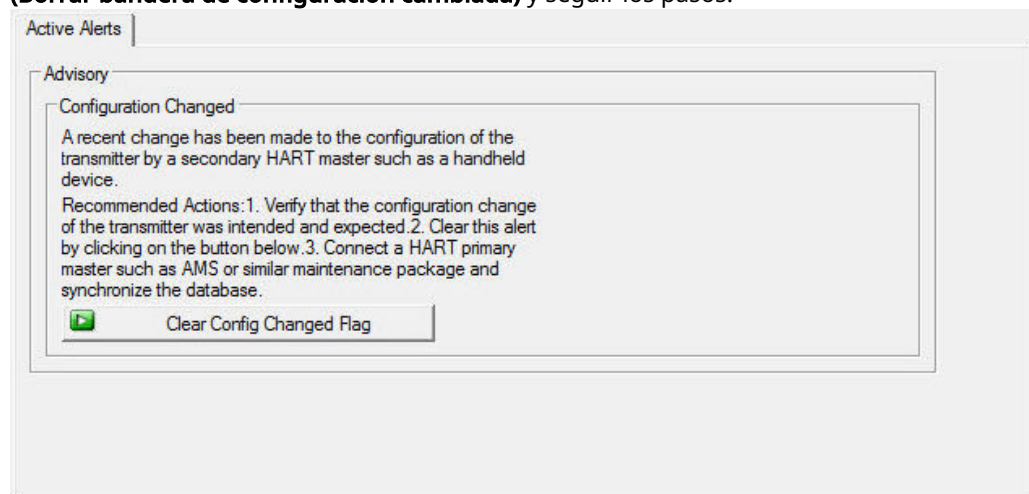 (Borrar bandera de configuración cambiada) y seguir los pasos.
Active Alerts
Advisory
Configuration Changed
A recent change has been made to the configuration of the
transmitter by a secondary HART master such as a handheld
device.
Recommended Actions:1. Verify that the configuration change
of the transmitter was intended and expected.2. Clear this alert
by clicking on the button below.3. Connect a HART primary
master such as AMS or similar maintenance package and
synchronize the database.
Clear Config Changed Flag